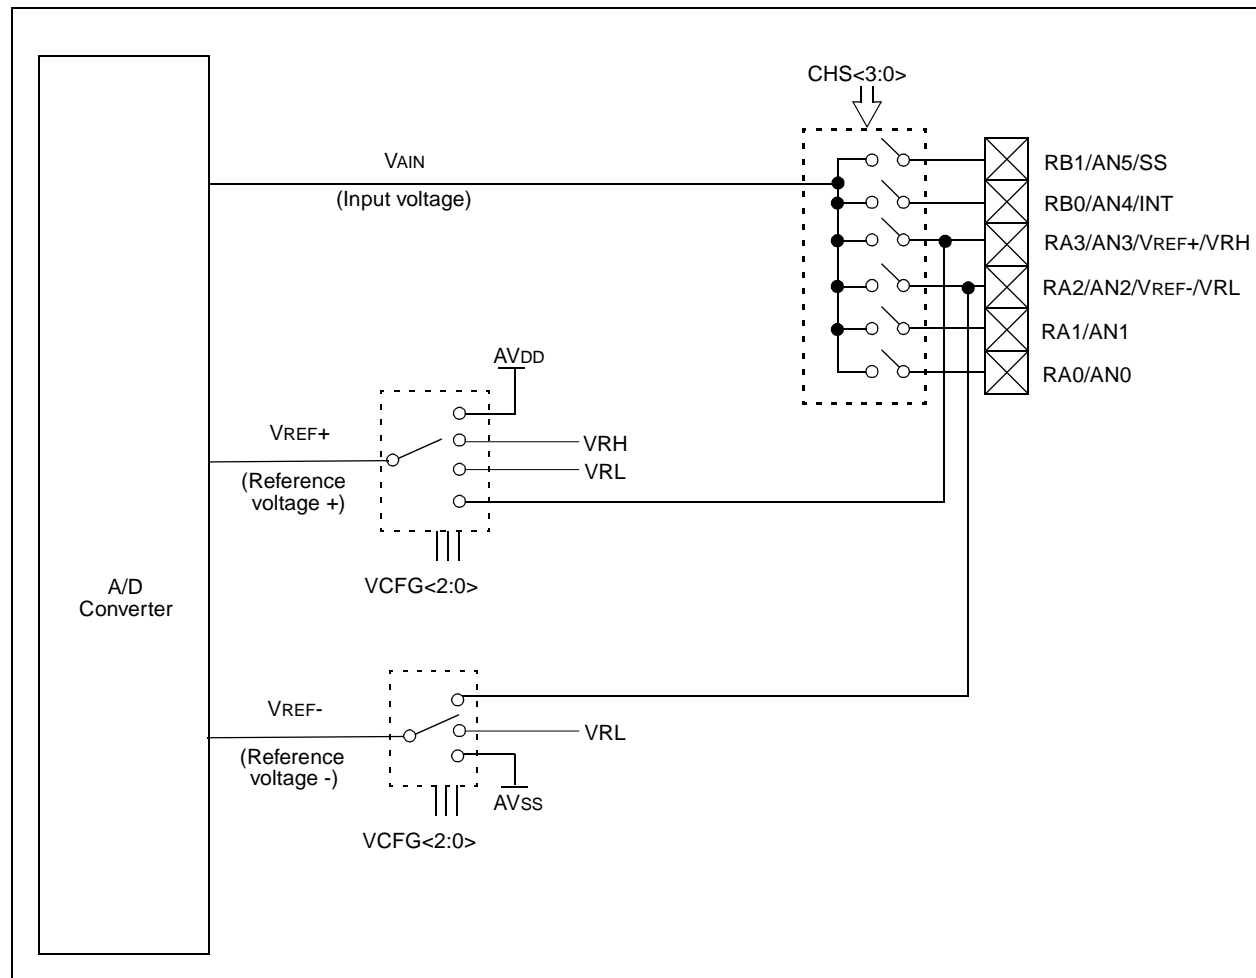 CHS<3:0>
VAIN
(Input voltage)
RB1/AN5/SS
RB0/AN4/INT
RA3/AN3/VREF+/VRH
RA2/AN2/VREF-/VRL
RA1/AN1
RA0/AN0
AVDD
VREF+
(Reference
voltage +)
VRH
VRL
VCFG<2:0>
A/D
Converter
VREF-
(Reference
voltage -)
VRL
AVSS
VCFG<2:0>